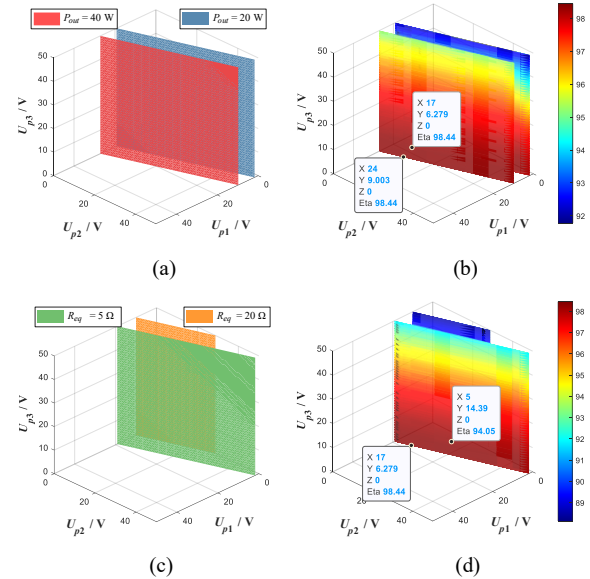 P_out = 40 W
P_out = 20 W
50
40
30
20
10
0
U_p3 / V
0
20
40
U_p2 / V
40
20
0
U_p1 / V
(a)
50
40
30
20
10
0
U_p3 / V
0
20
40
U_p2 / V
40
20
0
U_p1 / V
X 17
Y 6.279
Z 0
Eta 98.44
X 24
Y 9.003
Z 0
Eta 98.44
98
97
96
95
94
93
92
(b)
R_eq = 5 Ω
R_eq = 20 Ω
50
40
30
20
10
0
U_p3 / V
0
20
40
U_p2 / V
40
20
0
U_p1 / V
(c)
50
40
30
20
10
0
U_p3 / V
0
20
40
U_p2 / V
40
20
0
U_p1 / V
X 5
Y 14.39
Z 0
Eta 94.05
X 17
Y 6.279
Z 0
Eta 98.44
98
97
96
95
94
93
92
91
90
89
(d)